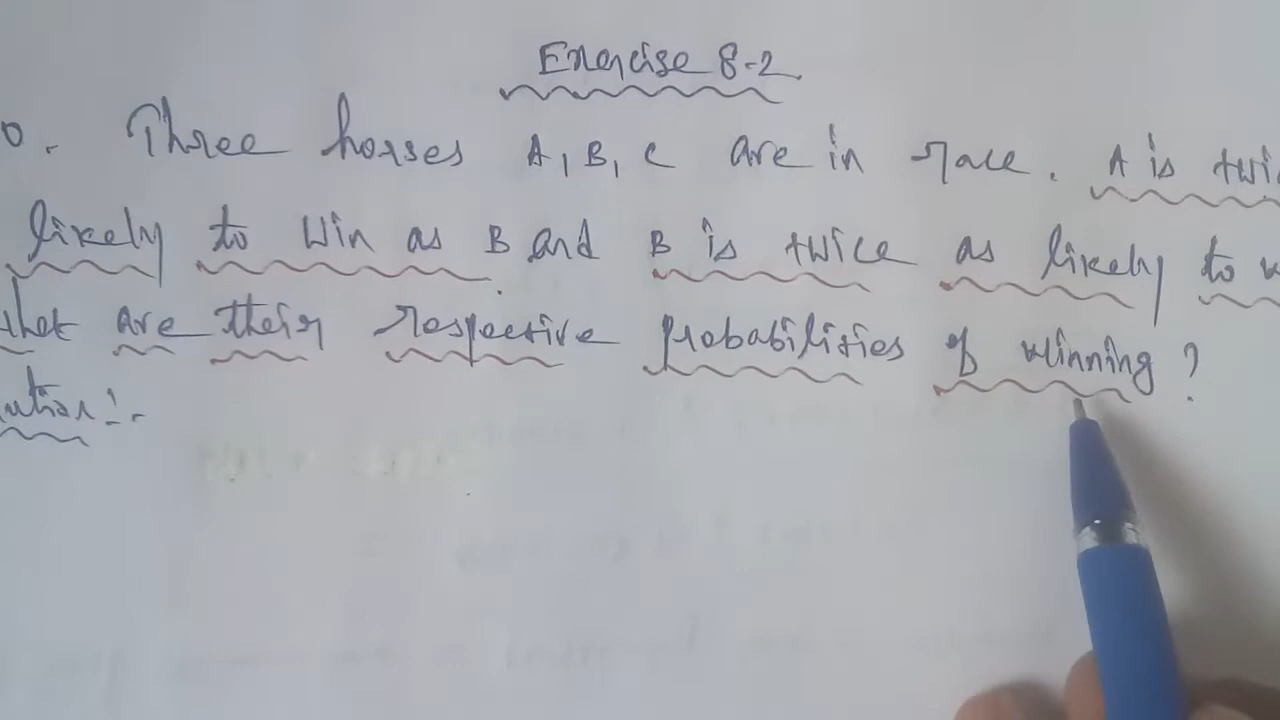 Exercise 8-2
0. Three horses A, B, C are in race. A is twi
likely to win as B and B is twice as likely to w
that are their respective probabilities of winning?
ution:-